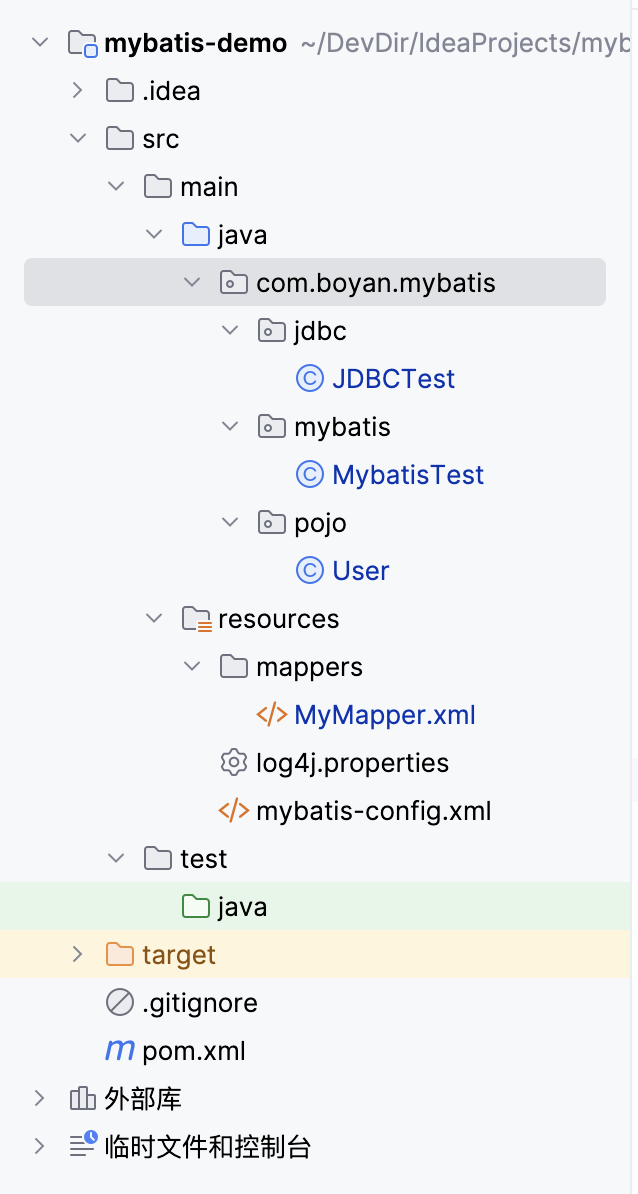 mybatis-demo ~/DevDir/IdeaProjects/myb
.idea
src
main
java
com.boyan.mybatis
jdbc
JDBCTest
mybatis
MybatisTest
pojo
User
resources
mappers
MyMapper.xml
log4j.properties
mybatis-config.xml
test
java
target
.gitignore
pom.xml
外部库
临时文件和控制台